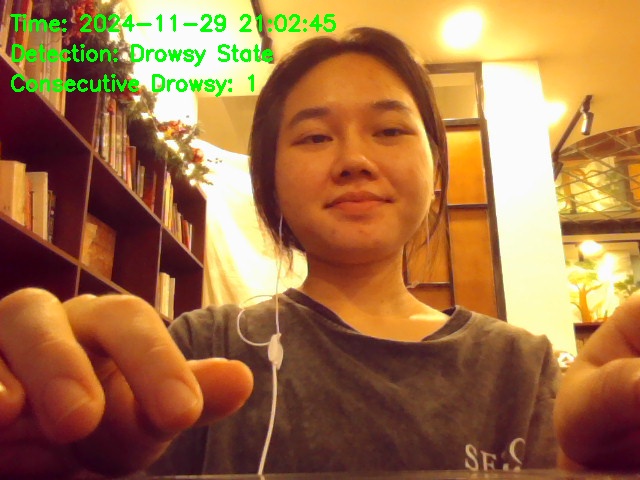 Time: 2024-11-29 21:02:45
Detection: Drowsy State
Consecutive Drowsy: 1